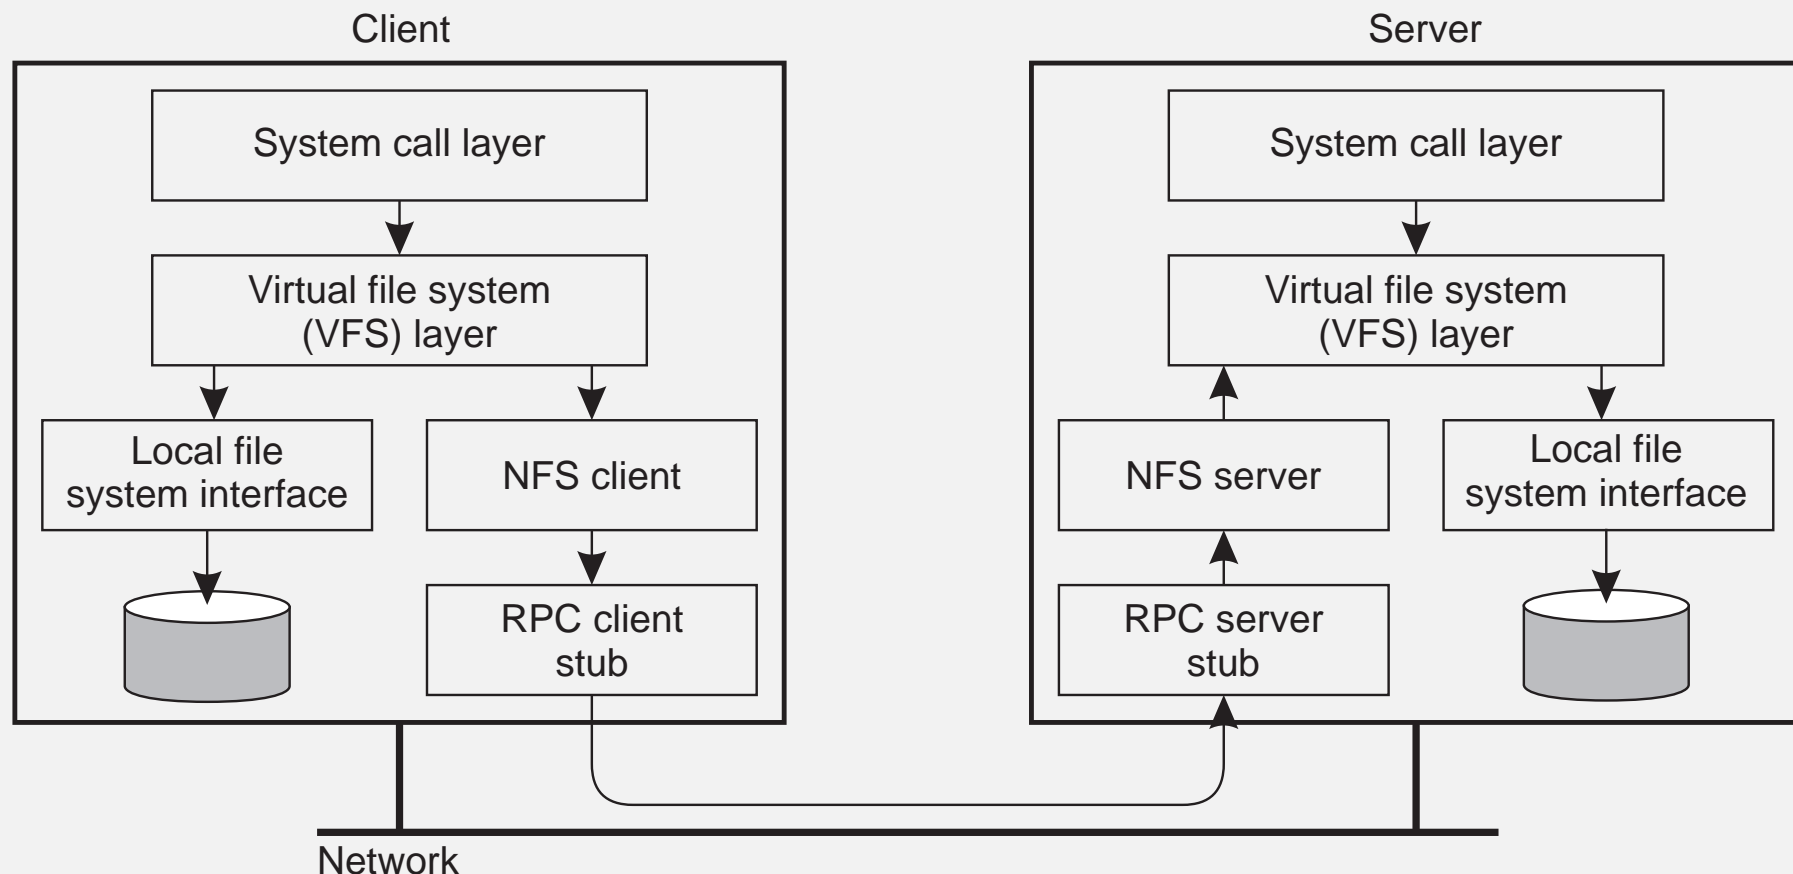 Client
System call layer
Virtual file system
(VFS) layer
Local file
system interface
NFS client
RPC client
stub
Server
System call layer
Virtual file system
(VFS) layer
NFS server
Local file
system interface
RPC server
stub
Network